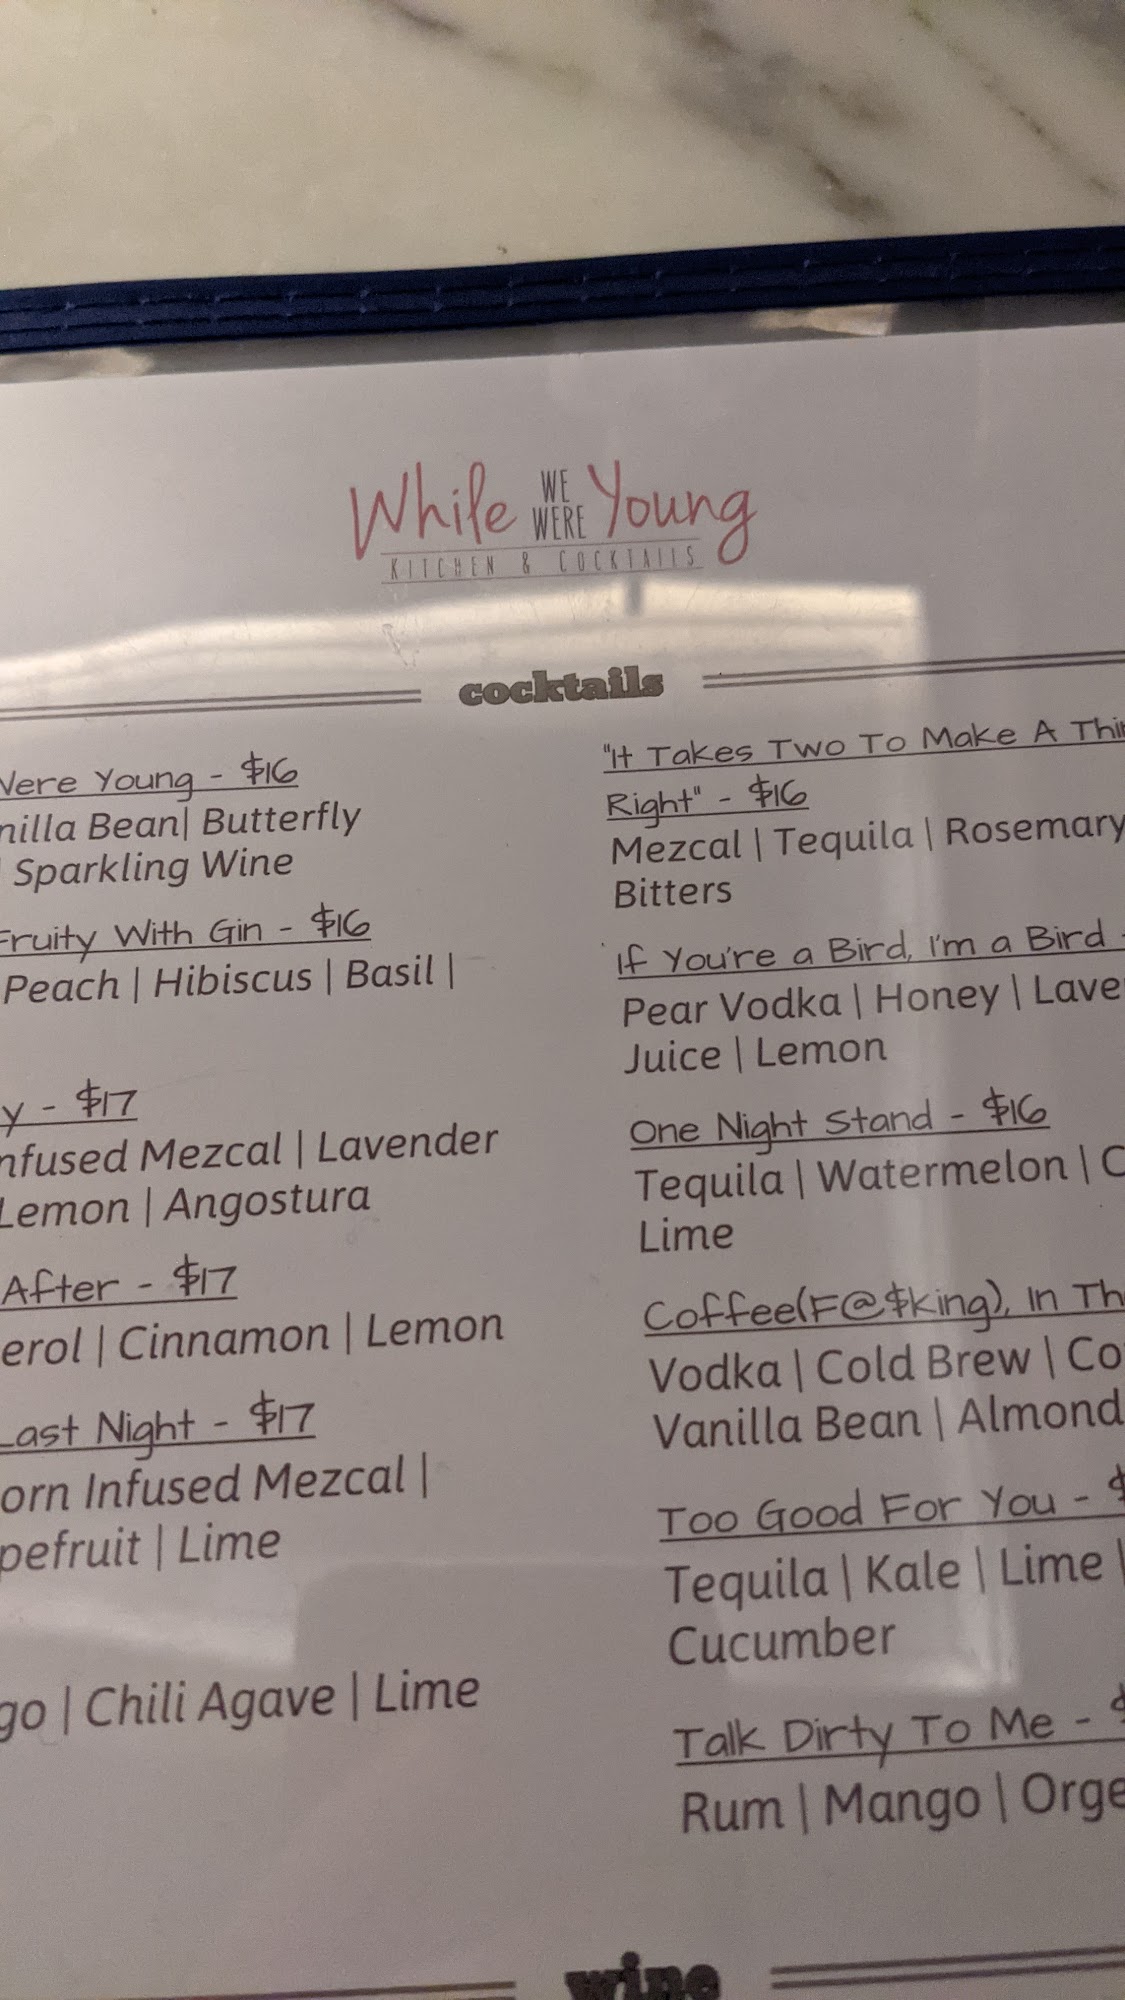 While WE WERE Young
KITCHEN & COCKTAILS
cocktails
Were Young - $16
nilla Bean| Butterfly
| Sparkling Wine
Fruity With Gin - $16
Peach | Hibiscus | Basil |
y - $17
nfused Mezcal | Lavender
Lemon | Angostura
After - $17
erol | Cinnamon | Lemon
Last Night - $17
orn Infused Mezcal |
pefruit | Lime
go | Chili Agave | Lime
"It Takes Two To Make A Thin
Right" - $16
Mezcal | Tequila | Rosemary
Bitters
If You're a Bird, I'm a Bird -
Pear Vodka | Honey | Lave
Juice | Lemon
One Night Stand - $16
Tequila | Watermelon | C
Lime
Coffee(F@$king), In Th
Vodka | Cold Brew | Co
Vanilla Bean | Almond
Too Good For You - $
Tequila | Kale | Lime |
Cucumber
Talk Dirty To Me - $
Rum | Mango | Orge
wine